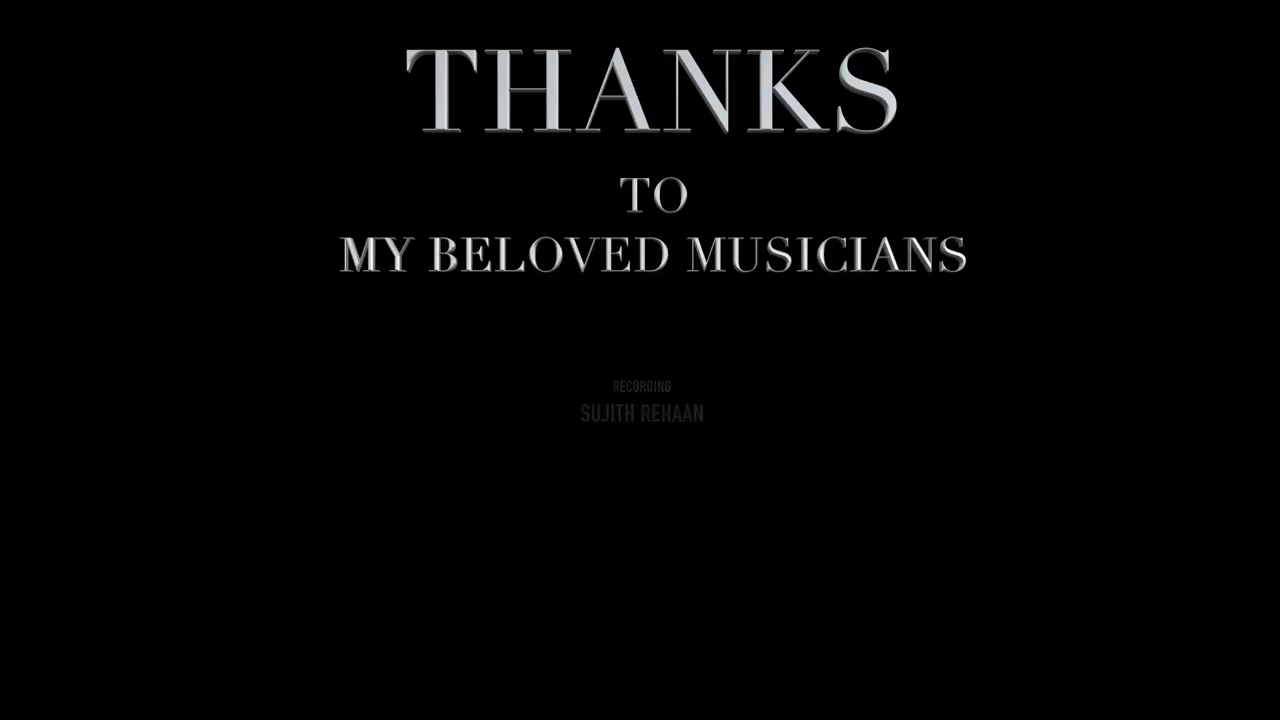 THANKS
TO
MY BELOVED MUSICIANS
RECORDING
SUJITH REHAAN